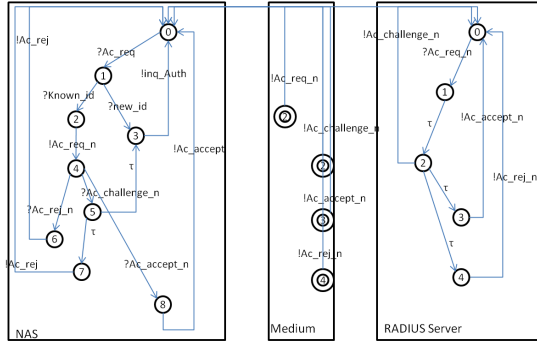 !Ac_rej
0
?Ac_req
!inq_Auth
1
?Known_id
?new_id
2
3
!Ac_req_n
!Ac_accept
τ
4
?Ac_challenge_n
5
?Ac_rej_n
τ
6
!Ac_rej
7
?Ac_accept_n
8
NAS
!Ac_req_n
2
!Ac_challenge_n
2
!Ac_accept_n
3
!Ac_rej_n
4
Medium
!Ac_challenge_n
0
?Ac_req_n
1
!Ac_accept_n
τ
2
!Ac_rej_n
τ
3
τ
4
RADIUS Server